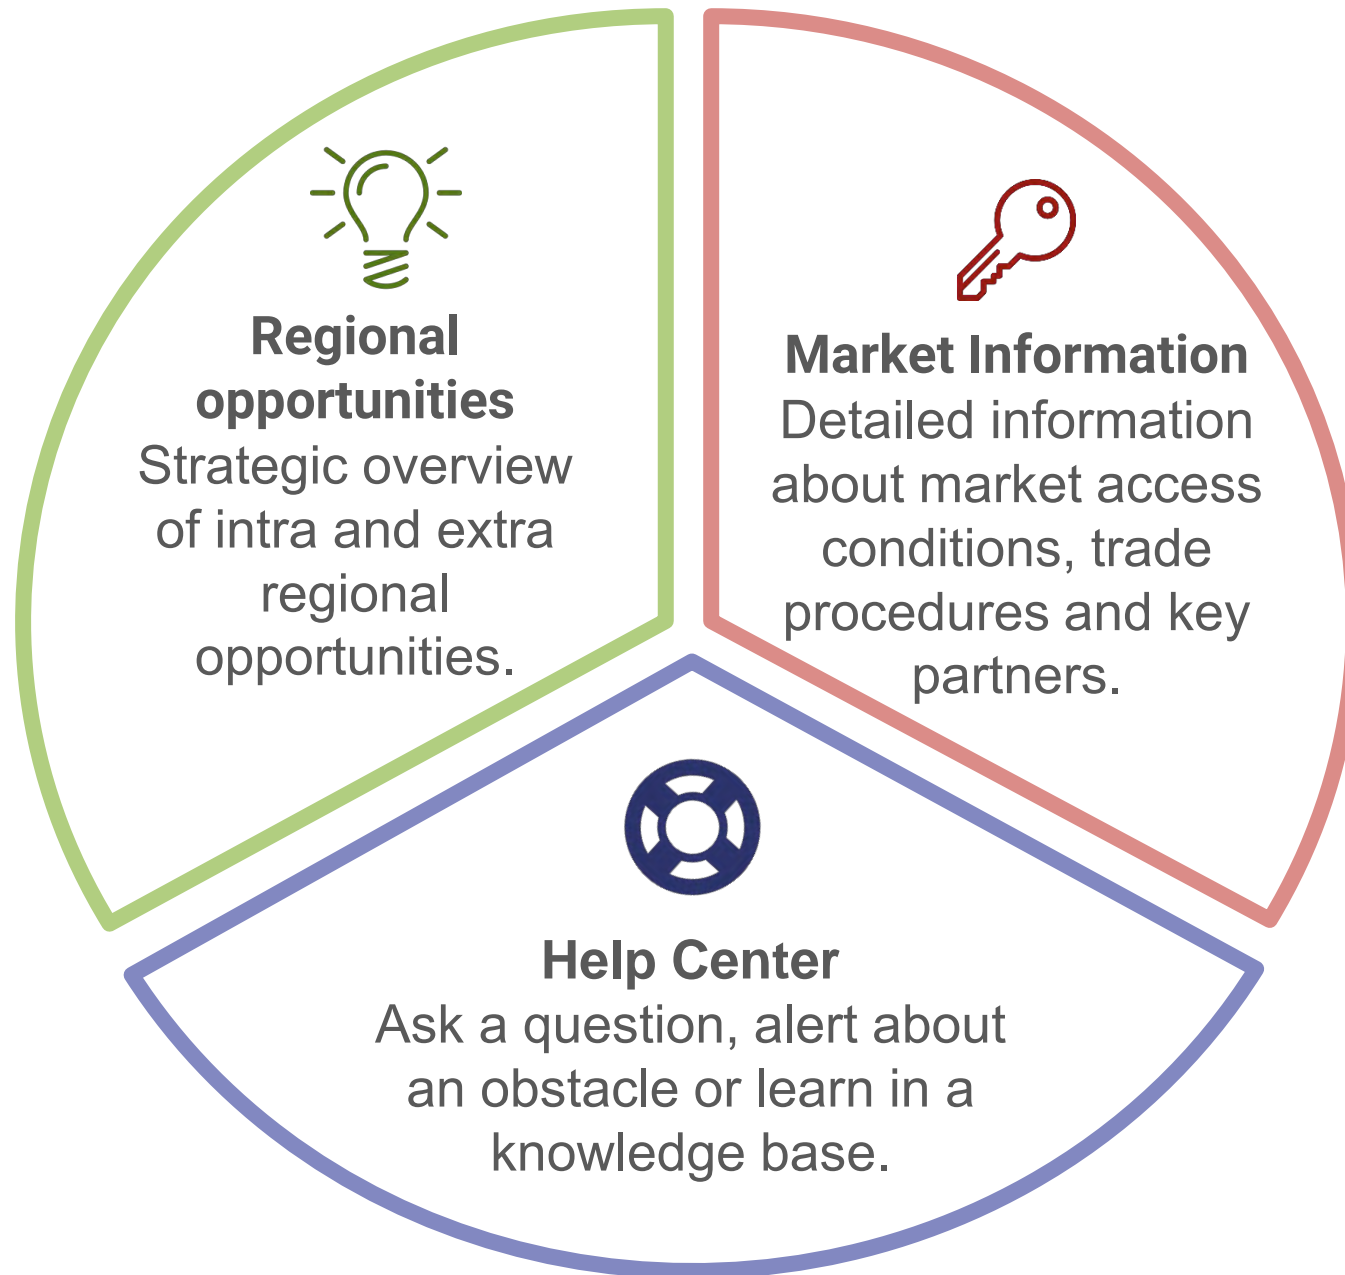 Regional
opportunities
Strategic overview
of intra and extra
regional
opportunities.
Market Information
Detailed information
about market access
conditions, trade
procedures and key
partners.
Help Center
Ask a question, alert about
an obstacle or learn in a
knowledge base.